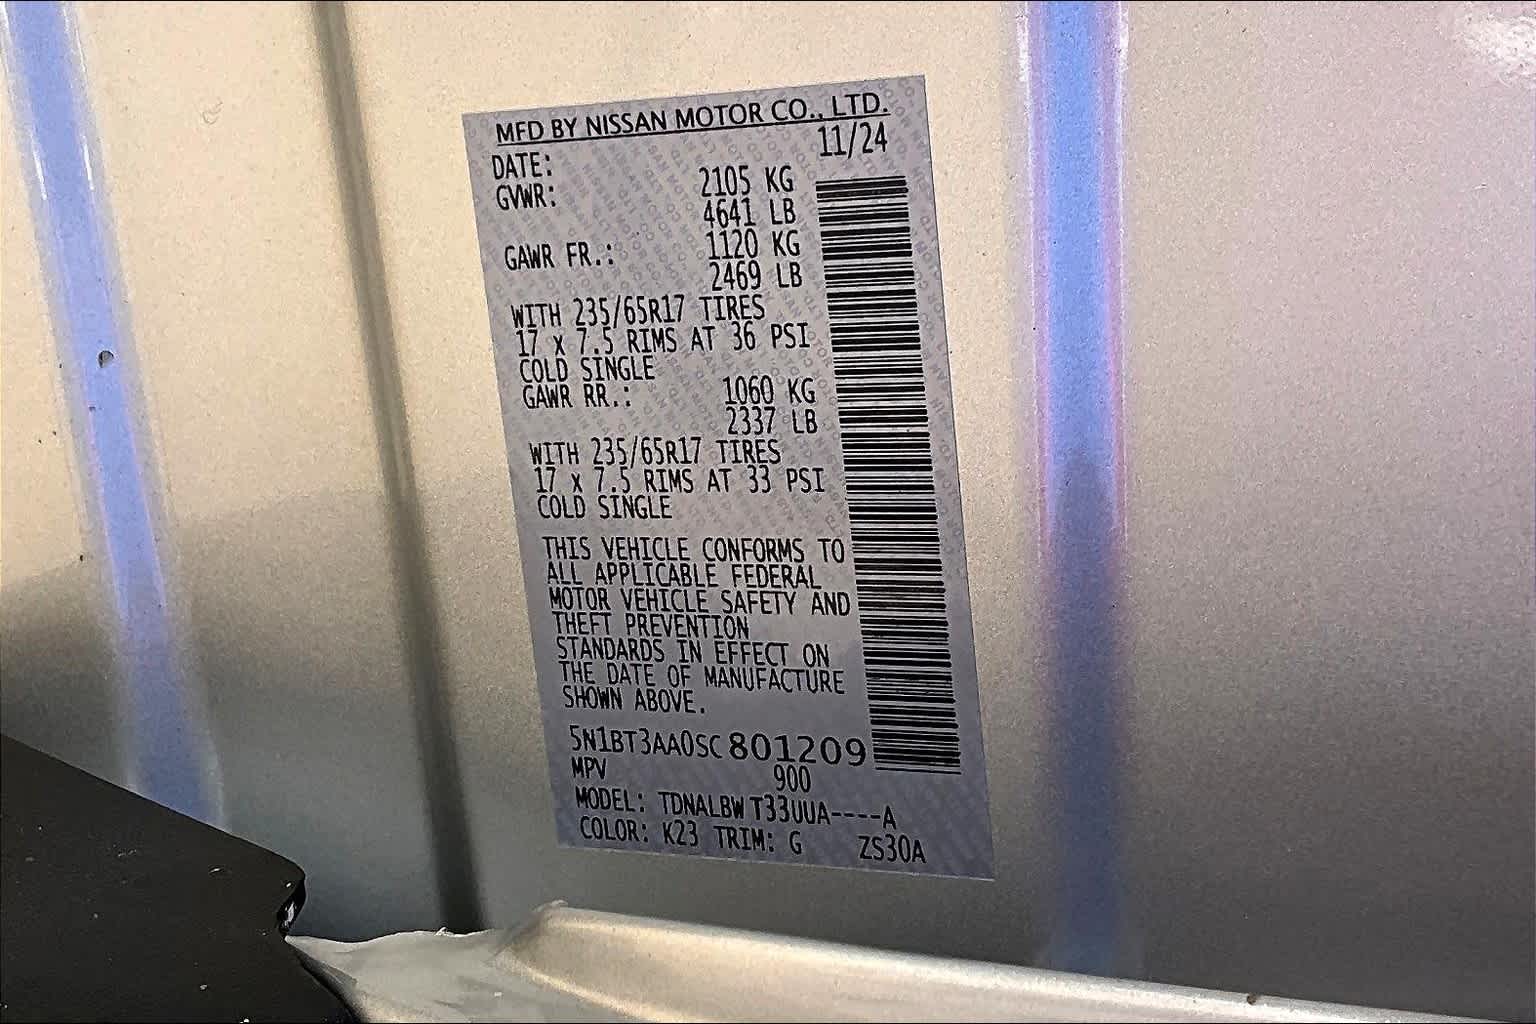 MFD BY NISSAN MOTOR CO., LTD.
DATE: 11/24
GVWR: 2105 KG
4641 LB
GAWR FR.: 1120 KG
2469 LB
WITH 235/65R17 TIRES
17 x 7.5 RIMS AT 36 PSI
COLD SINGLE
GAWR RR.: 1060 KG
2337 LB
WITH 235/65R17 TIRES
17 x 7.5 RIMS AT 33 PSI
COLD SINGLE
THIS VEHICLE CONFORMS TO
ALL APPLICABLE FEDERAL
MOTOR VEHICLE SAFETY AND
THEFT PREVENTION
STANDARDS IN EFFECT ON
THE DATE OF MANUFACTURE
SHOWN ABOVE.
5N1BT3AA0SC801209
MPV 900
MODEL: TDNALBW T33UUA----A
COLOR: K23 TRIM: G ZS30A